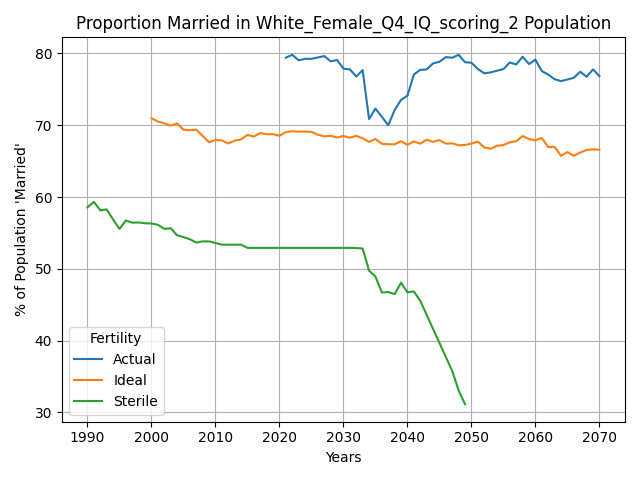 Proportion Married in White_Female_Q4_IQ_scoring_2 Population
% of Population 'Married'
80
70
60
50
40
30
Fertility
Actual
Ideal
Sterile
1990 2000 2010 2020 2030 2040 2050 2060 2070
Years